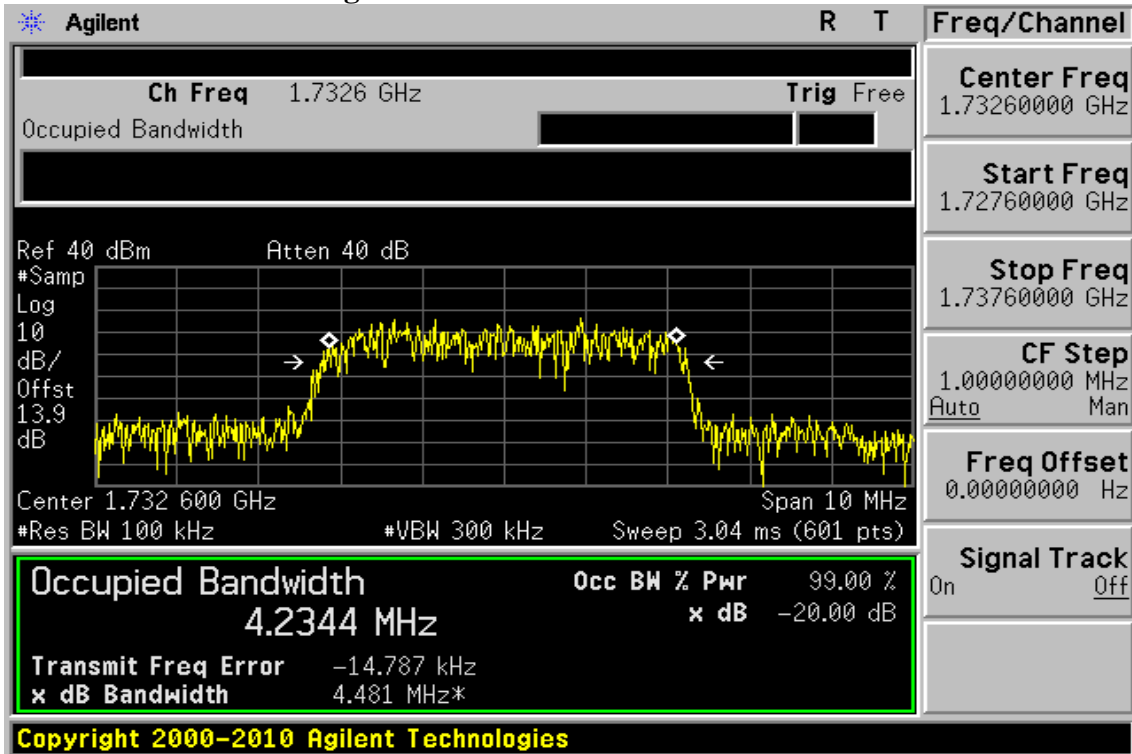 Agilent R T Freq/Channel
Ch Freq 1.7326 GHz Trig Free
Occupied Bandwidth
Center Freq
1.73260000 GHz
Start Freq
1.72760000 GHz
Stop Freq
1.73760000 GHz
CF Step
1.00000000 MHz
Auto Man
Freq Offset
0.00000000 Hz
Signal Track
On Off
Ref 40 dBm Atten 40 dB
#Samp
Log
10
dB/
Offst
13.9
dB
Center 1.732 600 GHz Span 10 MHz
#Res BW 100 kHz #VBW 300 kHz Sweep 3.04 ms (601 pts)
Occupied Bandwidth Occ BW % Pwr 99.00 %
4.2344 MHz x dB -20.00 dB
Transmit Freq Error -14.787 kHz
x dB Bandwidth 4.481 MHz*
Copyright 2000-2010 Agilent Technologies